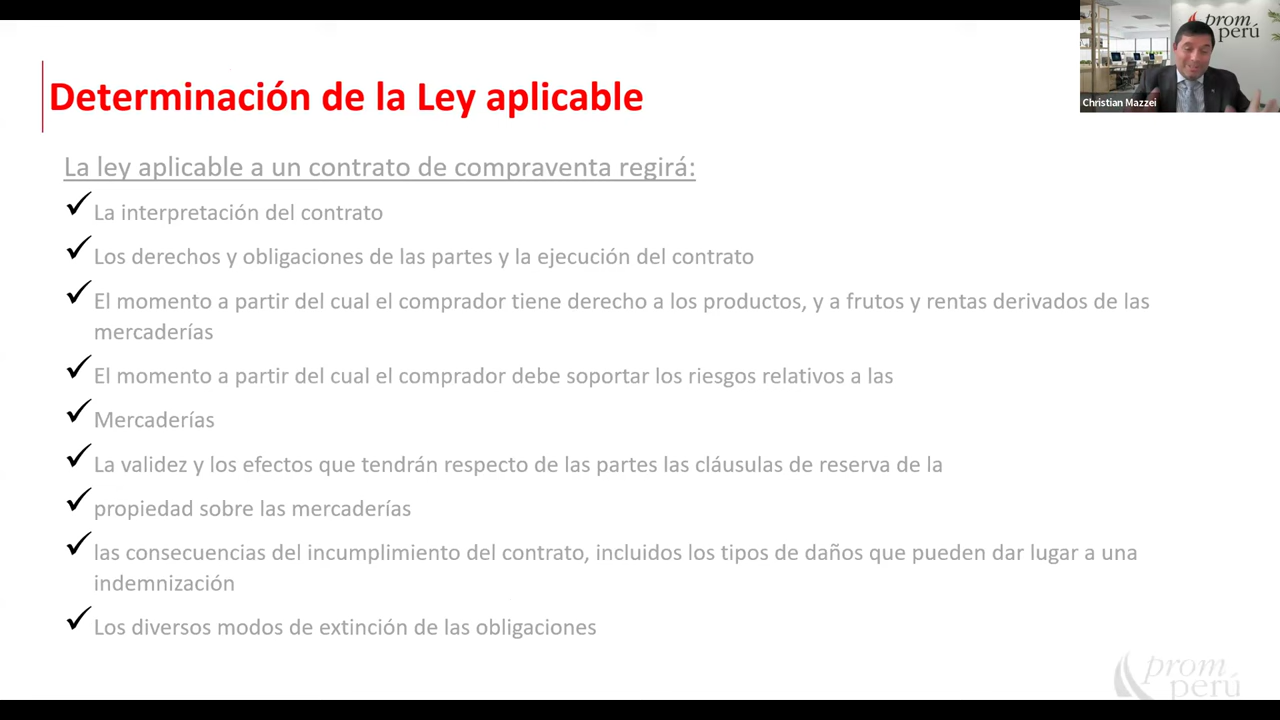 prom
perú
Christian Mazzei
Determinación de la Ley aplicable
La ley aplicable a un contrato de compraventa regirá:
La interpretación del contrato
Los derechos y obligaciones de las partes y la ejecución del contrato
El momento a partir del cual el comprador tiene derecho a los productos, y a frutos y rentas derivados de las
mercaderías
El momento a partir del cual el comprador debe soportar los riesgos relativos a las
Mercaderías
La validez y los efectos que tendrán respecto de las partes las cláusulas de reserva de la
propiedad sobre las mercaderías
las consecuencias del incumplimiento del contrato, incluidos los tipos de daños que pueden dar lugar a una
indemnización
Los diversos modos de extinción de las obligaciones
prom
perú